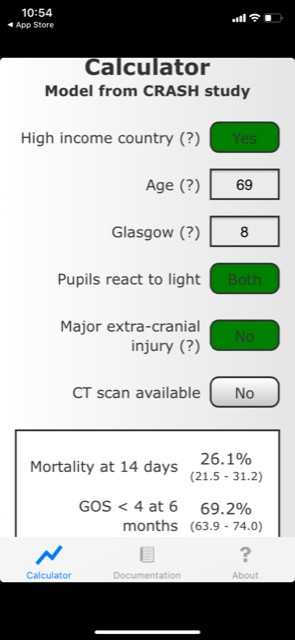 10:54
◀ App Store
Calculator
Model from CRASH study
High income country (?) Yes
Age (?) 69
Glasgow (?) 8
Pupils react to light Both
Major extra-cranial
injury (?) No
CT scan available No
Mortality at 14 days 26.1%
(21.5 - 31.2)
GOS < 4 at 6
months 69.2%
(63.9 - 74.0)
Calculator Documentation About